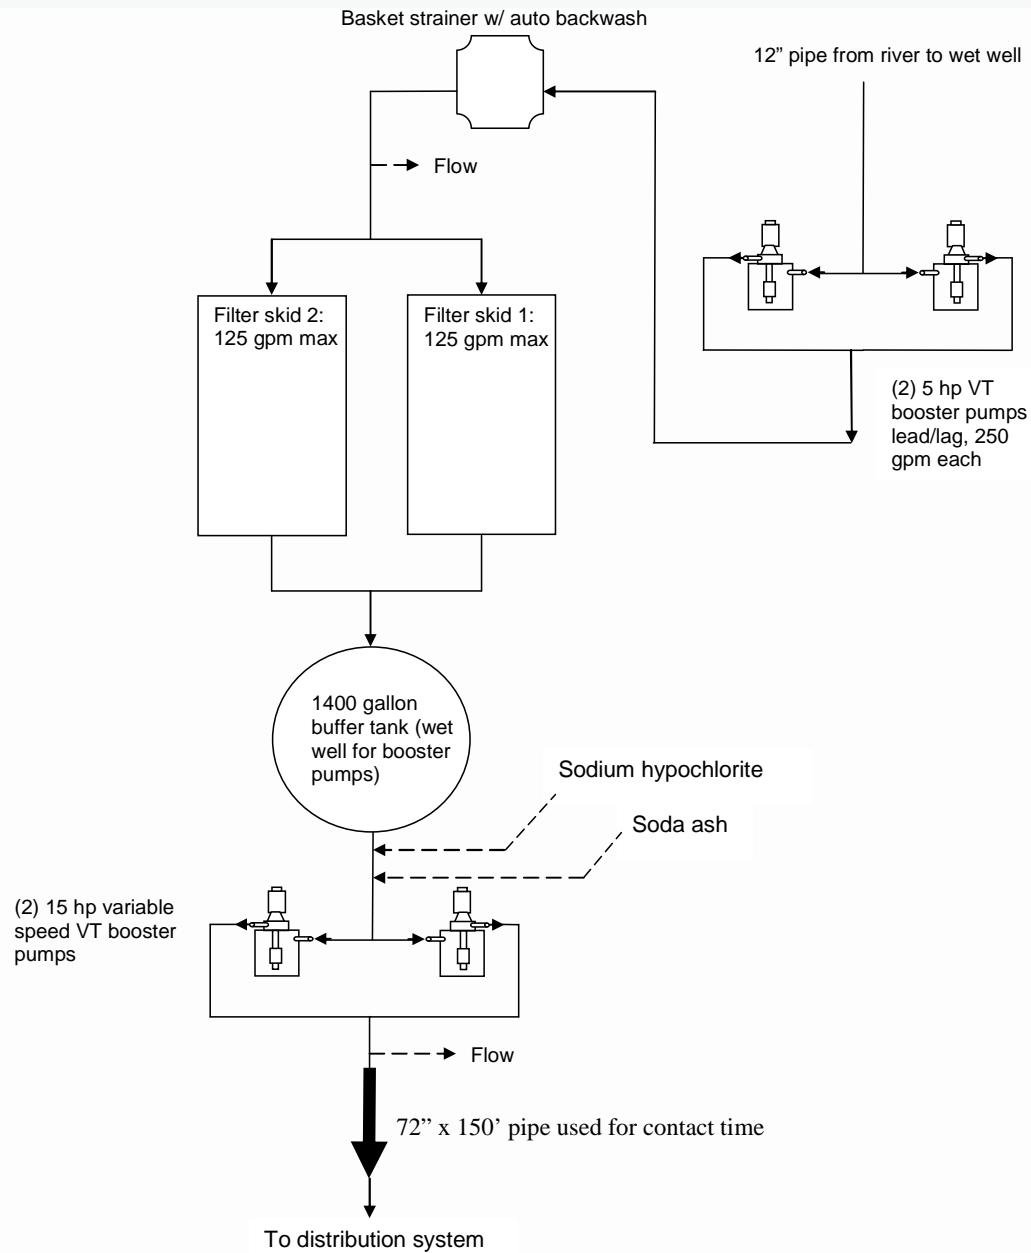 Basket strainer w/ auto backwash
12” pipe from river to wet well
Flow
Filter skid 2:
125 gpm max
Filter skid 1:
125 gpm max
(2) 5 hp VT
booster pumps
lead/lag, 250
gpm each
1400 gallon
buffer tank (wet
well for booster
pumps)
Sodium hypochlorite
Soda ash
(2) 15 hp variable
speed VT booster
pumps
Flow
72” x 150’ pipe used for contact time
To distribution system